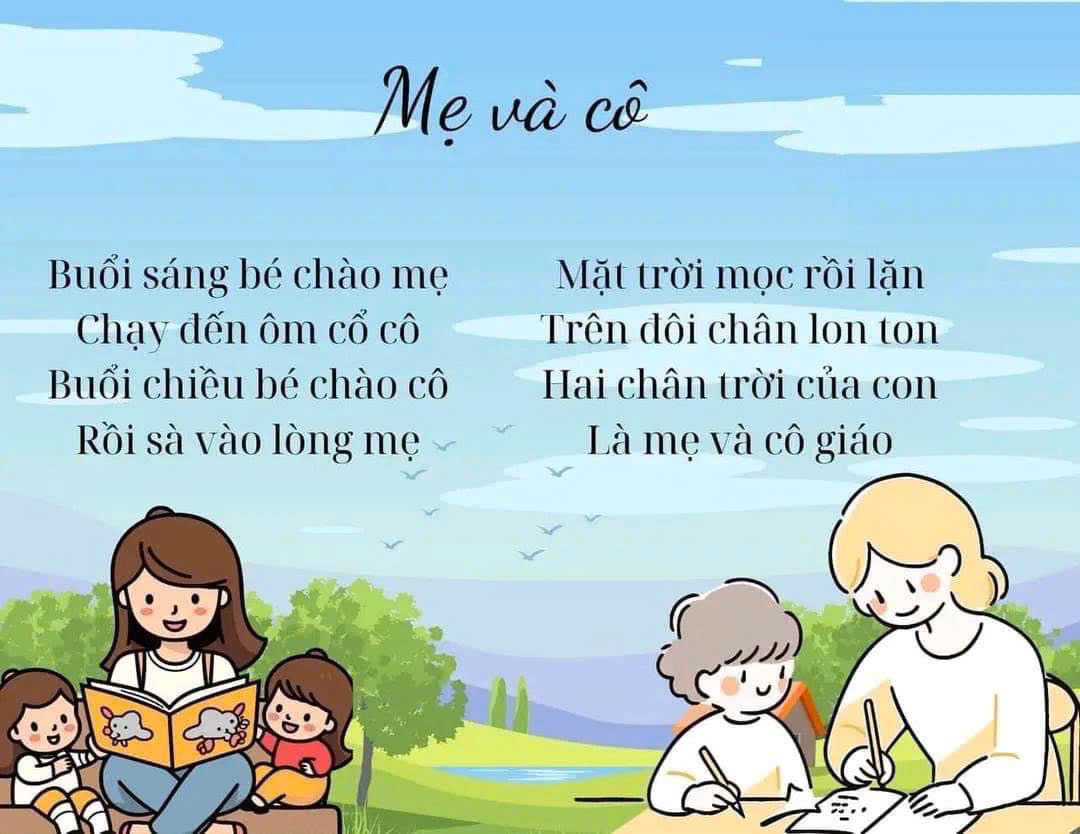 Mẹ và cô
Buổi sáng bé chào mẹ
Chạy đến ôm cổ cô
Buổi chiều bé chào cô
Rồi sà vào lòng mẹ
Mặt trời mọc rồi lặn
Trên đôi chân lon ton
Hai chân trời của con
Là mẹ và cô giáo